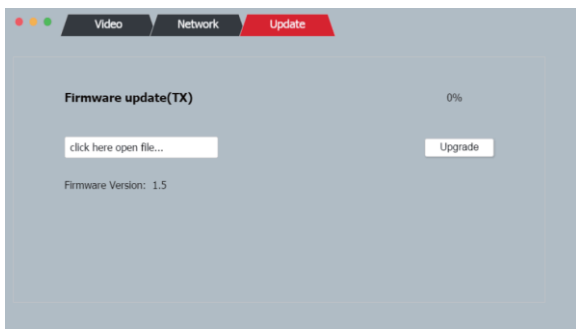 Video Network Update
Firmware update(TX) 0%
click here open file... Upgrade
Firmware Version: 1.5